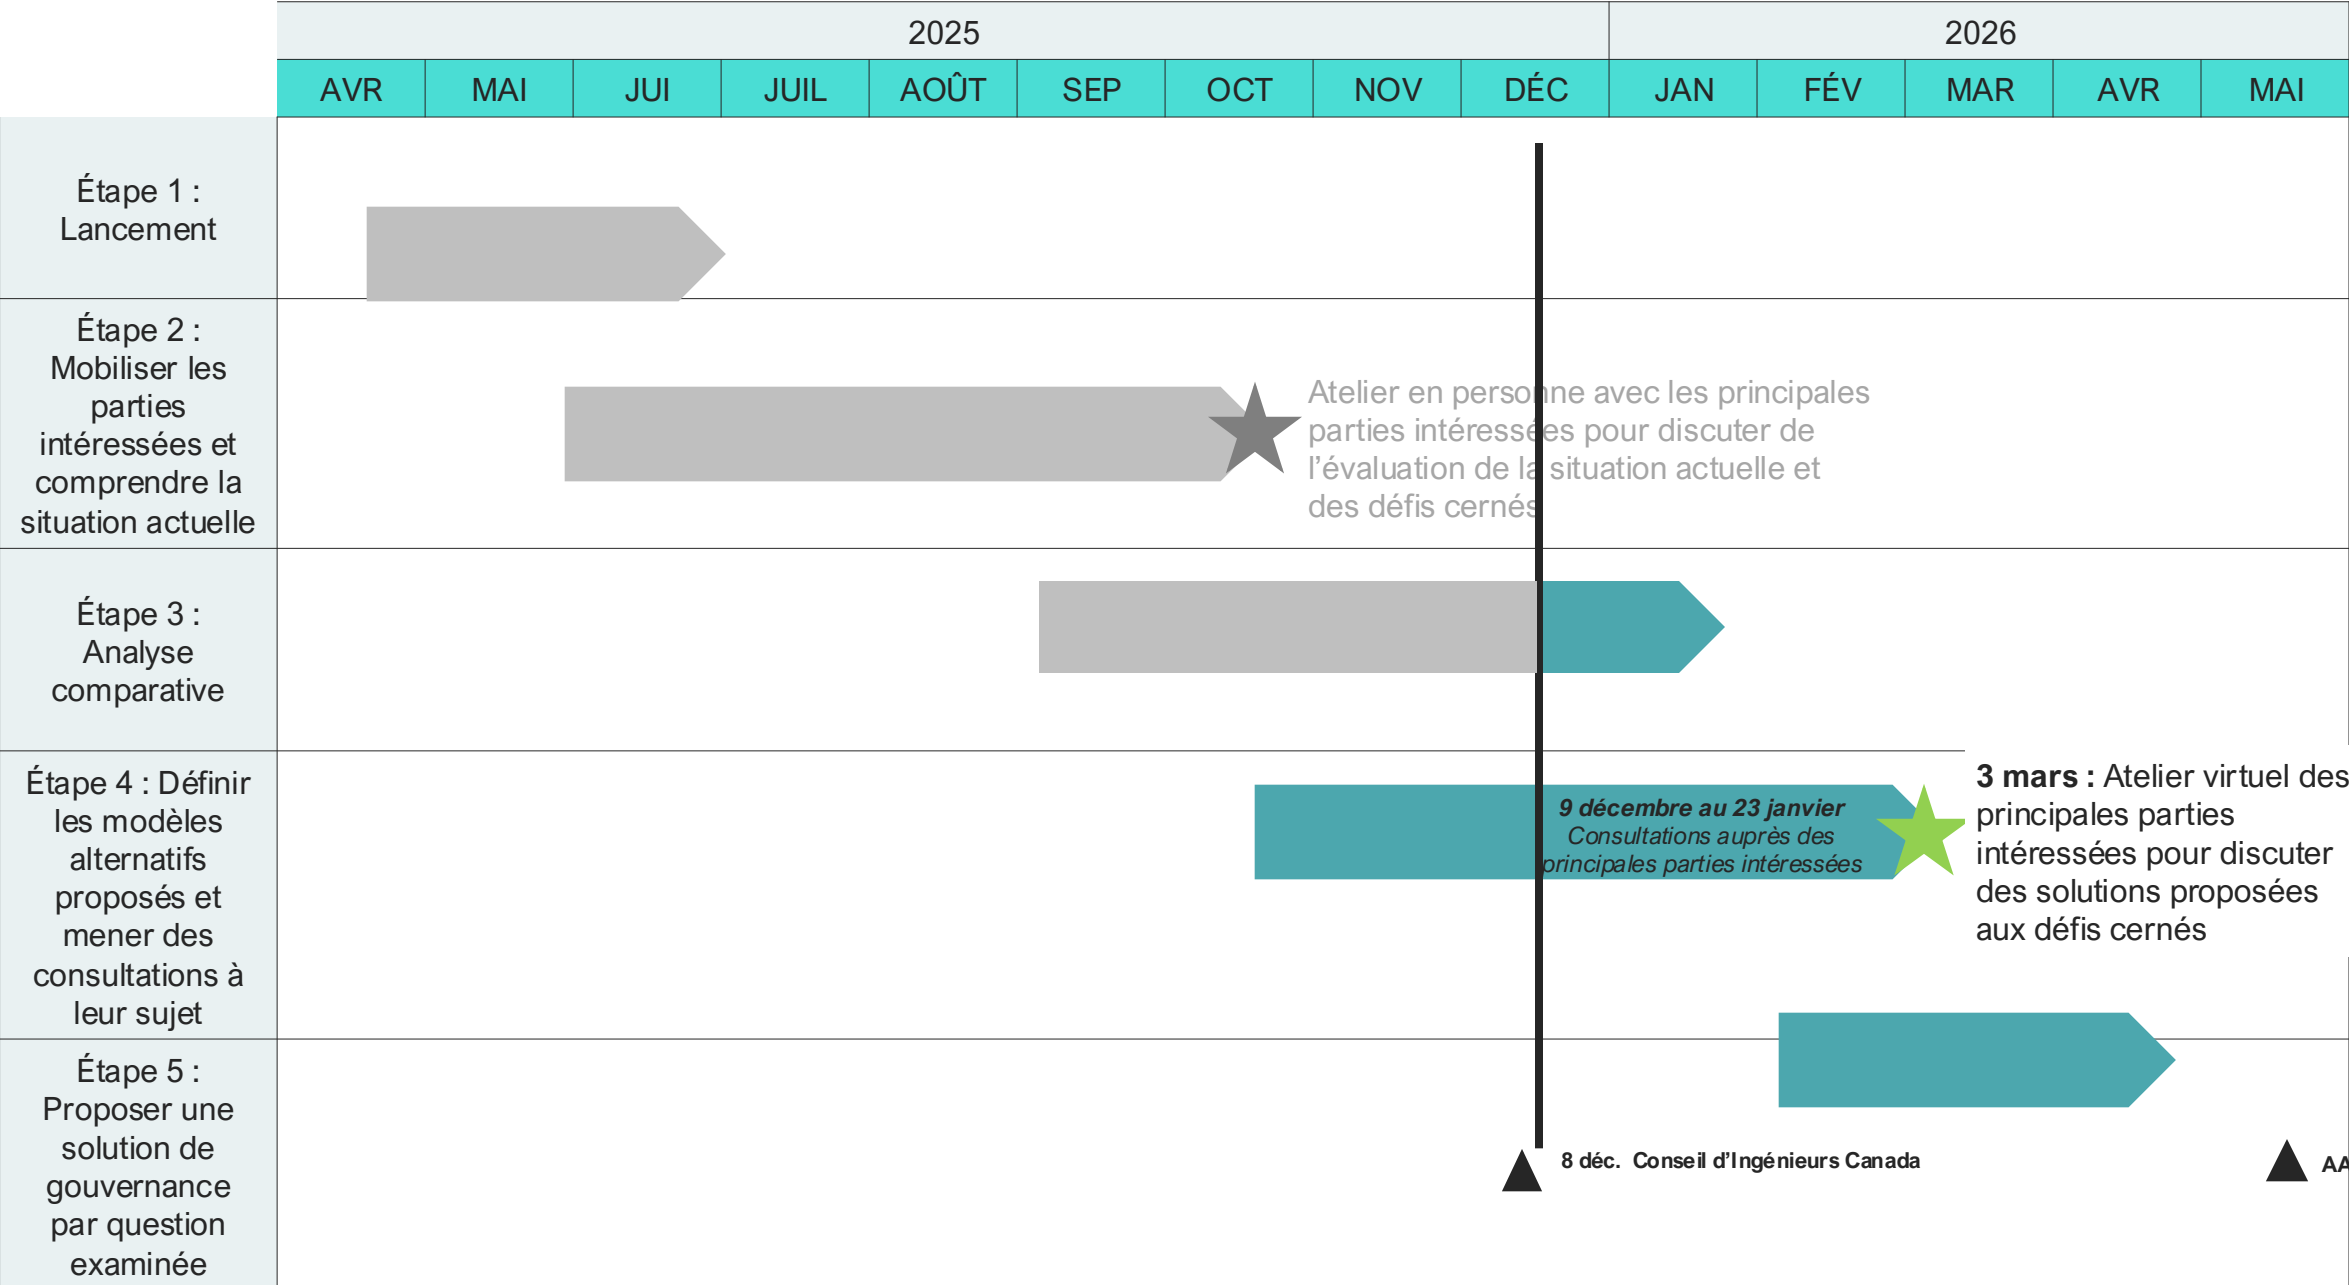 2025
2026
AVR
MAI
JUI
JUIL
AOÛT
SEP
OCT
NOV
DÉC
JAN
FÉV
MAR
AVR
MAI
Étape 1 :
Lancement
Étape 2 :
Mobiliser les
parties
intéressées et
comprendre la
situation actuelle
Atelier en personne avec les principales
parties intéressées pour discuter de
l’évaluation de la situation actuelle et
des défis cernés
Étape 3 :
Analyse
comparative
Étape 4 : Définir
les modèles
alternatifs
proposés et
mener des
consultations à
leur sujet
9 décembre au 23 janvier
Consultations auprès des
principales parties intéressées
3 mars : Atelier virtuel des
principales parties
intéressées pour discuter
des solutions proposées
aux défis cernés
Étape 5 :
Proposer une
solution de
gouvernance
par question
examinée
8 déc. Conseil d’Ingénieurs Canada